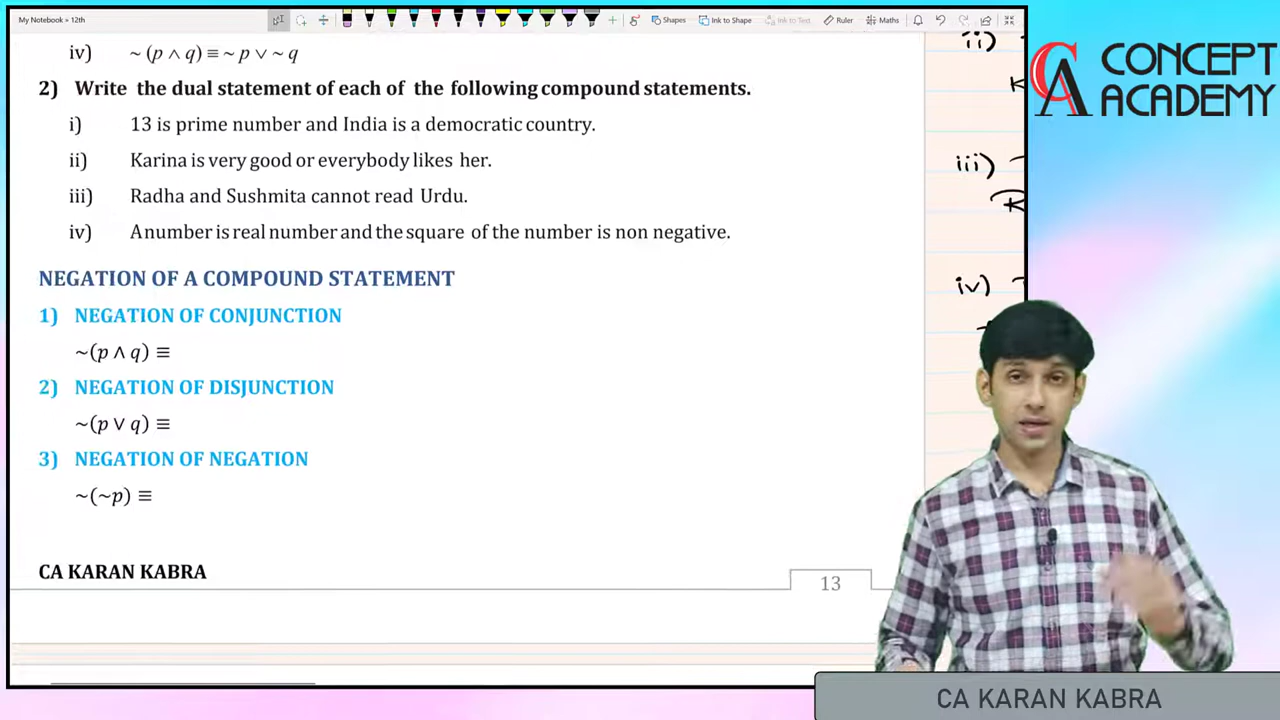 My Notebook » 12th
Shapes
Ink to Shape
Ink to Text
Ruler
Maths
iv) ~ (p ∧ q) ≡ ~ p ∨ ~ q
2) Write the dual statement of each of the following compound statements.
i) 13 is prime number and India is a democratic country.
ii) Karina is very good or everybody likes her.
iii) Radha and Sushmita cannot read Urdu.
iv) A number is real number and the square of the number is non negative.
NEGATION OF A COMPOUND STATEMENT
1) NEGATION OF CONJUNCTION
~(p ∧ q) ≡
2) NEGATION OF DISJUNCTION
~(p ∨ q) ≡
3) NEGATION OF NEGATION
~(~p) ≡
CA KARAN KABRA
13
ii)
iii)
iv)
CA CONCEPT
ACADEMY
CA KARAN KABRA